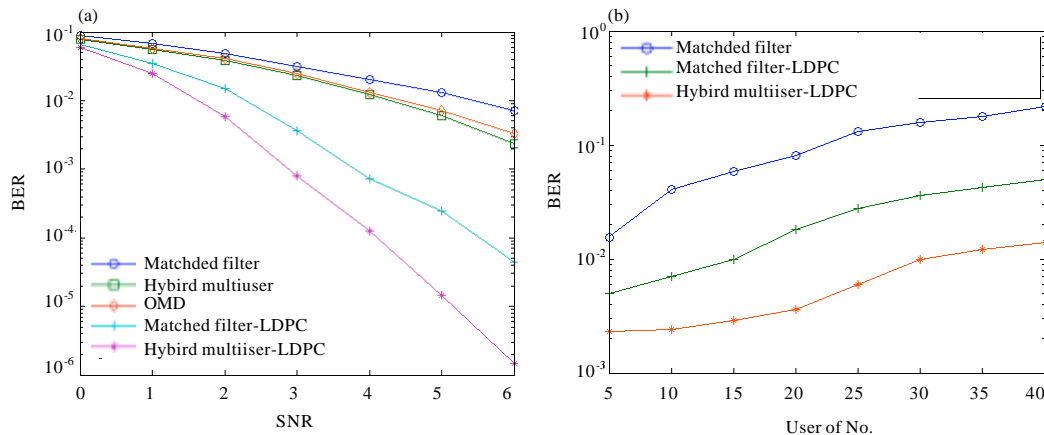 (a)
10-1
10-2
10-3
10-4
10-5
10-6
BER
Matchded filter
Hybird multiuser
OMD
Matched filter-LDPC
Hybird multiiser-LDPC
0 1 2 3 4 5 6
SNR
(b)
100
10-1
10-2
10-3
BER
Matchded filter
Matched filter-LDPC
Hybird multiiser-LDPC
5 10 15 20 25 30 35 40
User of No.